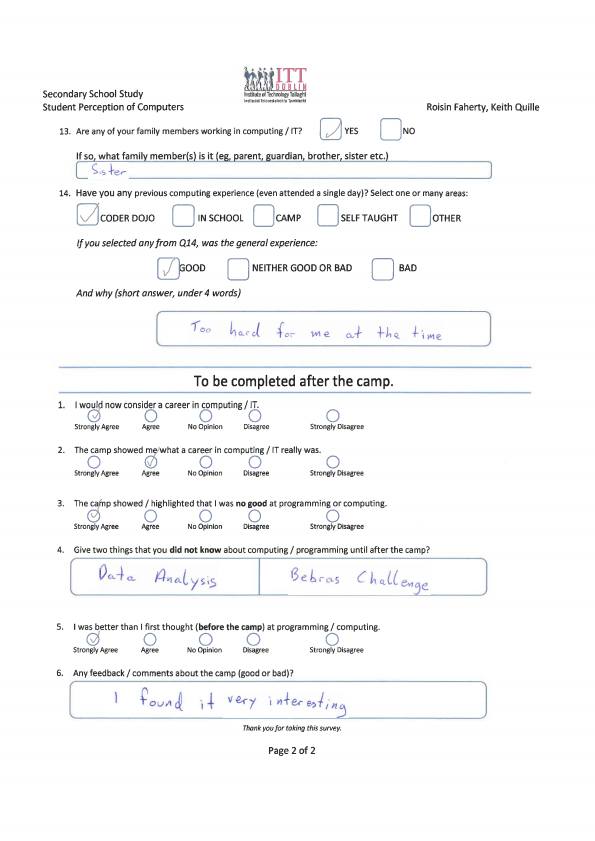 ITT
DUBLIN
Institute of Technology Tallaght
Secondary School Study
Student Perception of Computers
Roisin Faherty, Keith Quille
13. Are any of your family members working in computing / IT? YES NO
If so, what family member(s) is it (eg, parent, guardian, brother, sister etc.)
Sister
14. Have you any previous computing experience (even attended a single day)? Select one or many areas:
CODER DOJO IN SCHOOL CAMP SELF TAUGHT OTHER
If you selected any from Q14, was the general experience:
GOOD NEITHER GOOD OR BAD BAD
And why (short answer, under 4 words)
Too hard for me at the time
To be completed after the camp.
1. I would now consider a career in computing / IT.
Strongly Agree Agree No Opinion Disagree Strongly Disagree
2. The camp showed me what a career in computing / IT really was.
Strongly Agree Agree No Opinion Disagree Strongly Disagree
3. The camp showed / highlighted that I was no good at programming or computing.
Strongly Agree Agree No Opinion Disagree Strongly Disagree
4. Give two things that you did not know about computing / programming until after the camp?
Data Analysis Bebras Challenge
5. I was better than I first thought (before the camp) at programming / computing.
Strongly Agree Agree No Opinion Disagree Strongly Disagree
6. Any feedback / comments about the camp (good or bad)?
I found it very interesting
Thank you for taking this survey.
Page 2 of 2